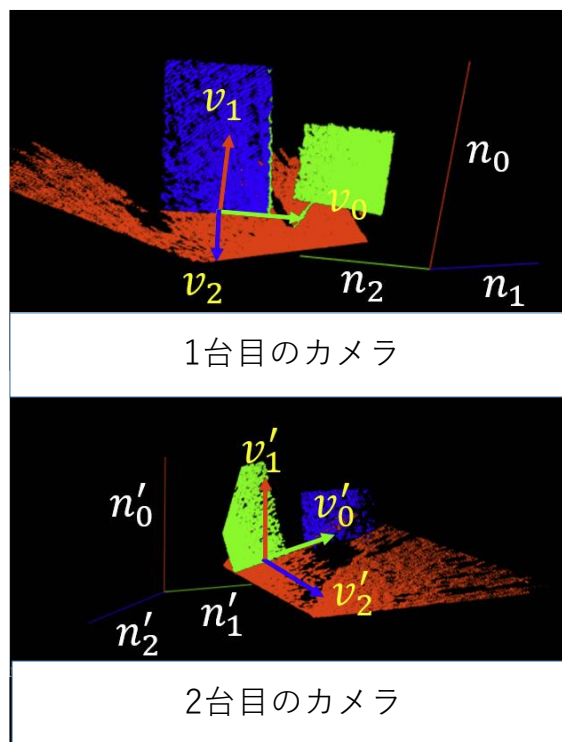 v₁
n₀
v₀
v₂
n₂
n₁
1台目のカメラ
v′₁
n′₀
v′₀
v′₂
n′₁
n′₂
2台目のカメラ